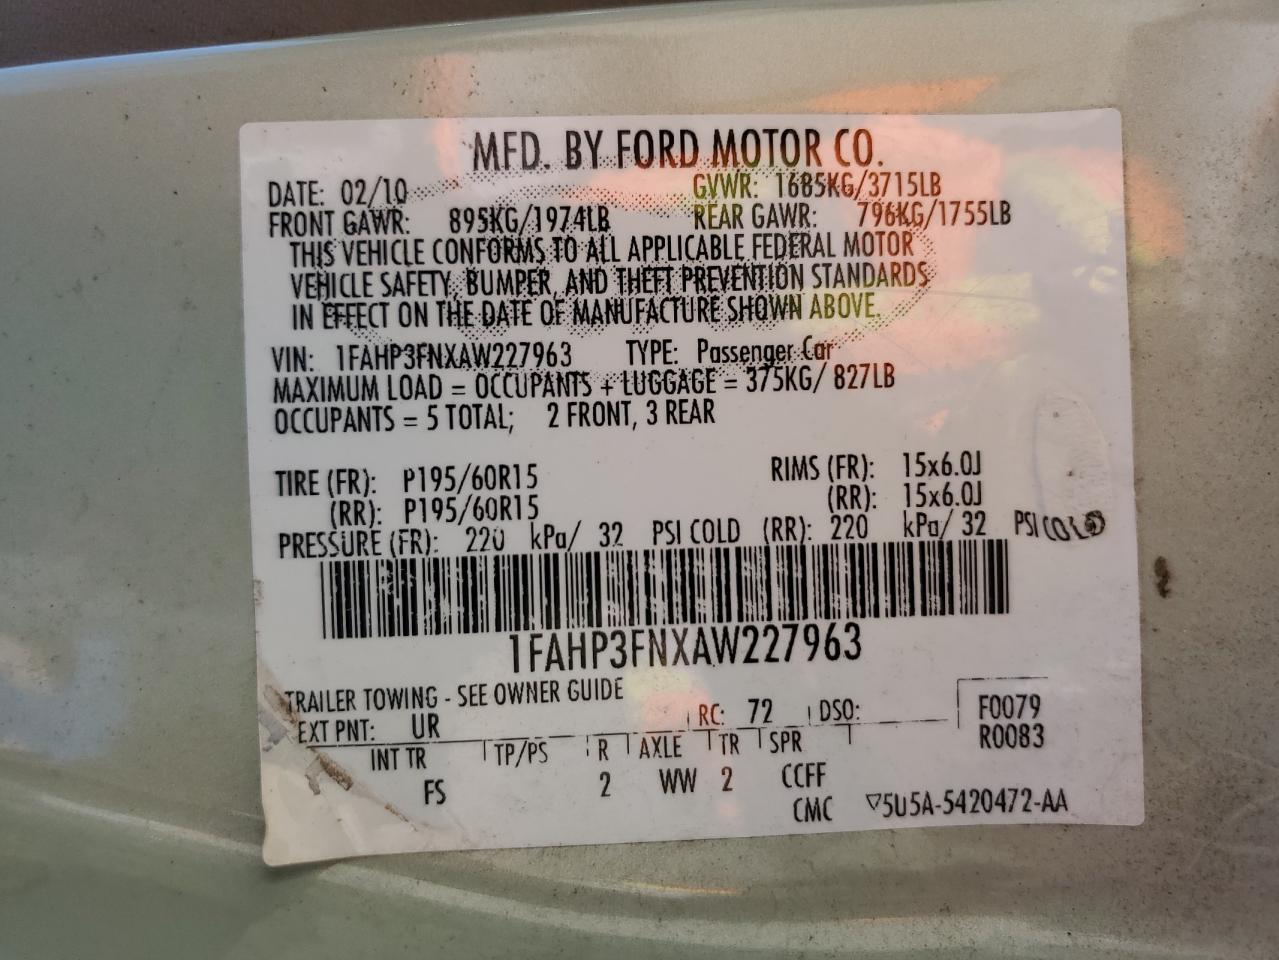 MFD. BY FORD MOTOR CO.
DATE: 02/10 GVWR: 1685KG/3715LB
FRONT GAWR: 895KG/1974LB REAR GAWR: 796KG/1755LB
THIS VEHICLE CONFORMS TO ALL APPLICABLE FEDERAL MOTOR
VEHICLE SAFETY, BUMPER, AND THEFT PREVENTION STANDARDS
IN EFFECT ON THE DATE OF MANUFACTURE SHOWN ABOVE.
VIN: 1FAHP3FNXAW227963 TYPE: Passenger Car
MAXIMUM LOAD = OCCUPANTS + LUGGAGE = 375KG/ 827LB
OCCUPANTS = 5 TOTAL; 2 FRONT, 3 REAR
TIRE (FR): P195/60R15 RIMS (FR): 15x6.0J
(RR): P195/60R15 (RR): 15x6.0J
PRESSURE (FR): 220 kPa/ 32 PSI COLD (RR): 220 kPa/ 32 PSI COLD
1FAHP3FNXAW227963
TRAILER TOWING - SEE OWNER GUIDE
EXT PNT: UR RC: 72 DSO: F0079
INT TR TP/PS R AXLE TR SPR R0083
FS 2 WW 2 CCFF
CMC ▽5U5A-5420472-AA